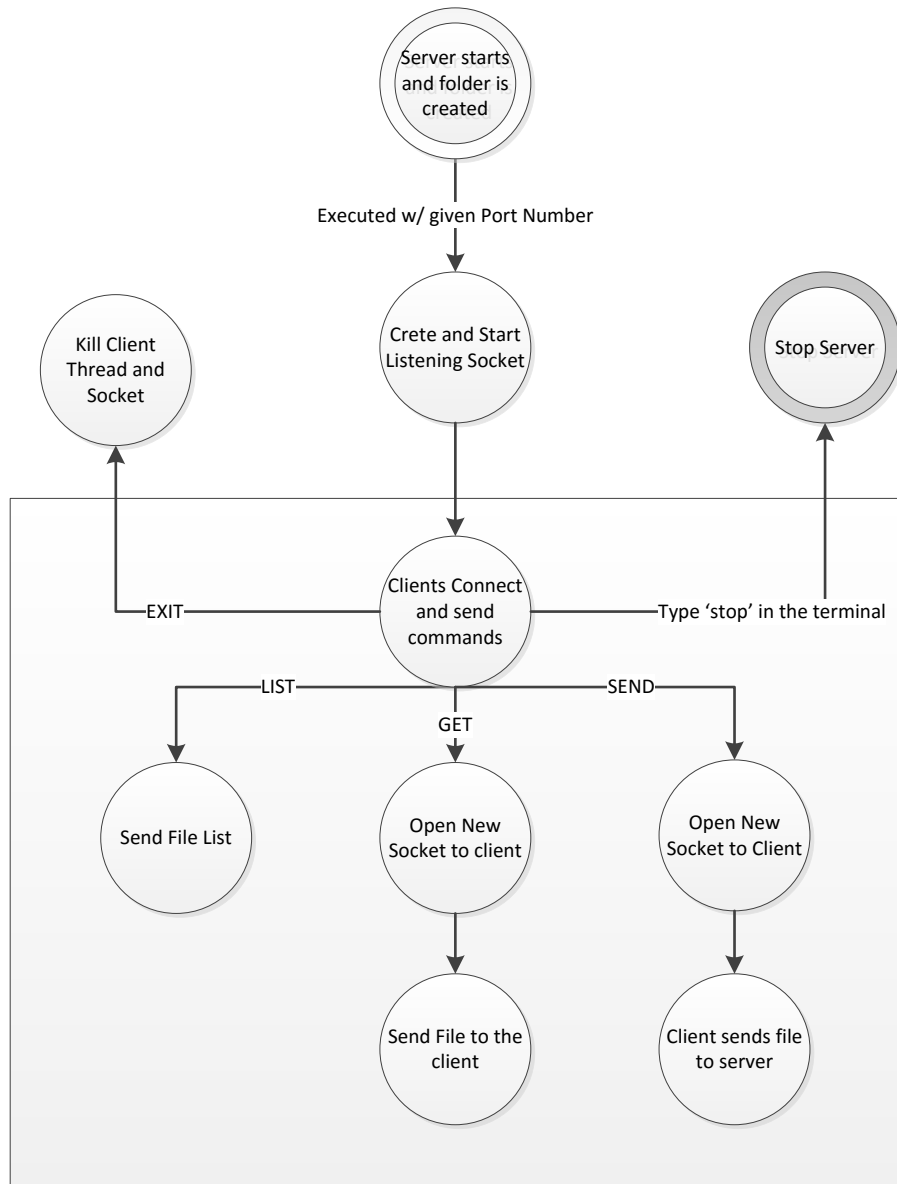 Server starts
and folder is
created
Executed w/ given Port Number
Kill Client
Thread and
Socket
Crete and Start
Listening Socket
Stop Server
Clients Connect
and send
commands
EXIT
Type ‘stop’ in the terminal
LIST
GET
SEND
Send File List
Open New
Socket to client
Open New
Socket to Client
Send File to the
client
Client sends file
to server